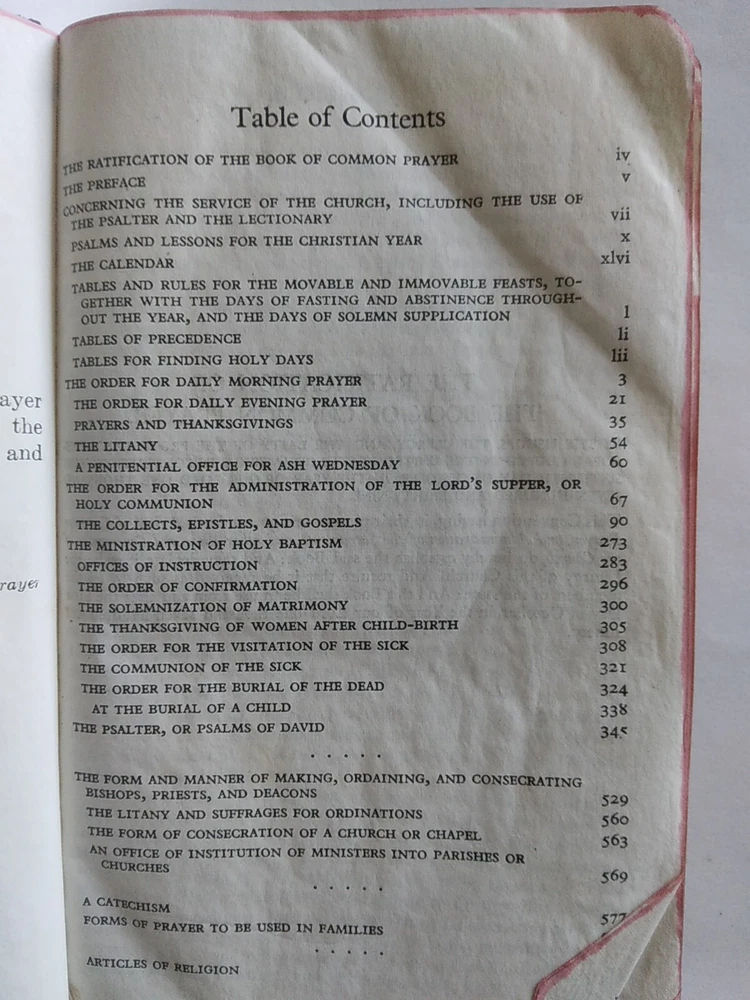 Table of Contents
THE RATIFICATION OF THE BOOK OF COMMON PRAYER iv
THE PREFACE v
CONCERNING THE SERVICE OF THE CHURCH, INCLUDING THE USE OF
THE PSALTER AND THE LECTIONARY vii
PSALMS AND LESSONS FOR THE CHRISTIAN YEAR x
THE CALENDAR xlvi
TABLES AND RULES FOR THE MOVABLE AND IMMOVABLE FEASTS, TO-
GETHER WITH THE DAYS OF FASTING AND ABSTINENCE THROUGH-
OUT THE YEAR, AND THE DAYS OF SOLEMN SUPPLICATION l
TABLES OF PRECEDENCE li
TABLES FOR FINDING HOLY DAYS lii
THE ORDER FOR DAILY MORNING PRAYER 3
THE ORDER FOR DAILY EVENING PRAYER 21
PRAYERS AND THANKSGIVINGS 35
THE LITANY 54
A PENITENTIAL OFFICE FOR ASH WEDNESDAY 60
THE ORDER FOR THE ADMINISTRATION OF THE LORD'S SUPPER, OR
HOLY COMMUNION 67
THE COLLECTS, EPISTLES, AND GOSPELS 90
THE MINISTRATION OF HOLY BAPTISM 273
OFFICES OF INSTRUCTION 283
THE ORDER OF CONFIRMATION 296
THE SOLEMNIZATION OF MATRIMONY 300
THE THANKSGIVING OF WOMEN AFTER CHILD-BIRTH 305
THE ORDER FOR THE VISITATION OF THE SICK 308
THE COMMUNION OF THE SICK 321
THE ORDER FOR THE BURIAL OF THE DEAD 324
AT THE BURIAL OF A CHILD 338
THE PSALTER, OR PSALMS OF DAVID 345
. . . . .
THE FORM AND MANNER OF MAKING, ORDAINING, AND CONSECRATING
BISHOPS, PRIESTS, AND DEACONS 529
THE LITANY AND SUFFRAGES FOR ORDINATIONS 560
THE FORM OF CONSECRATION OF A CHURCH OR CHAPEL 563
AN OFFICE OF INSTITUTION OF MINISTERS INTO PARISHES OR
CHURCHES 569
. . . . .
A CATECHISM 577
FORMS OF PRAYER TO BE USED IN FAMILIES
. . . . .
ARTICLES OF RELIGION
ayer
the
and
rayer